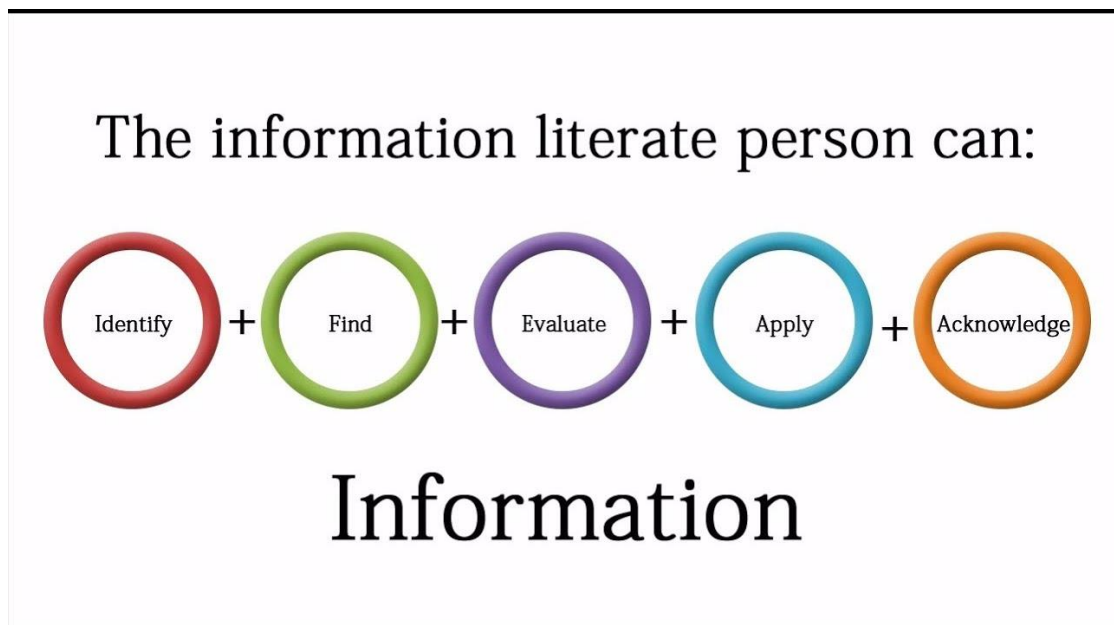 The information literate person can:
Identify + Find + Evaluate + Apply + Acknowledge
Information